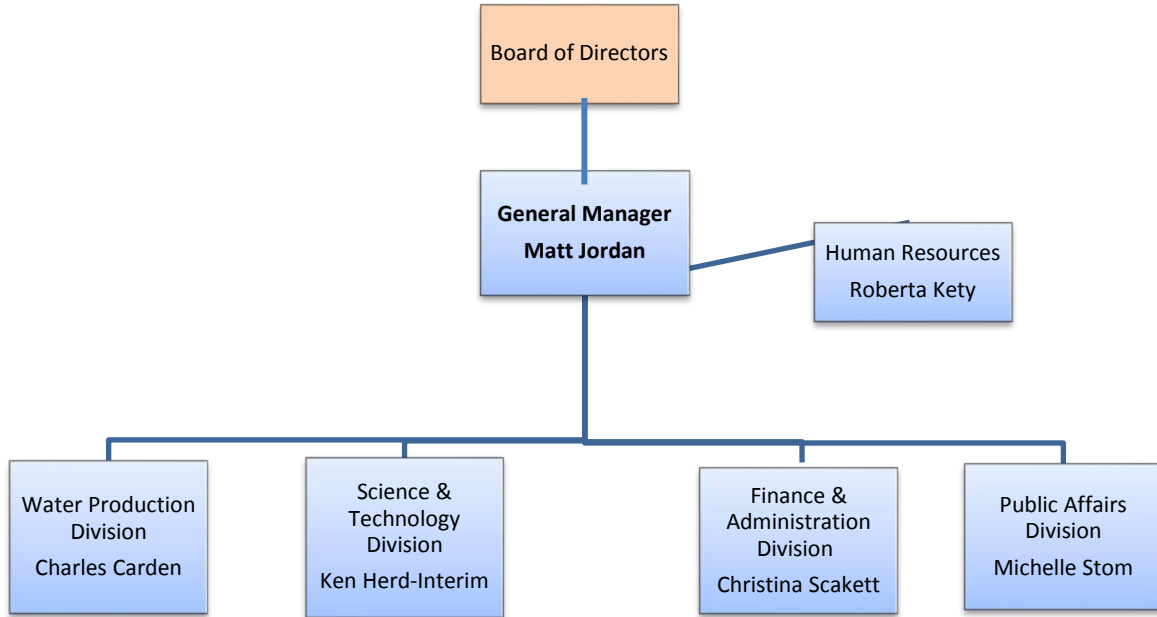 Board of Directors
General Manager
Matt Jordan
Human Resources
Roberta Kety
Water Production
Division
Charles Carden
Science &
Technology
Division
Ken Herd-Interim
Finance &
Administration
Division
Christina Scakett
Public Affairs
Division
Michelle Stom